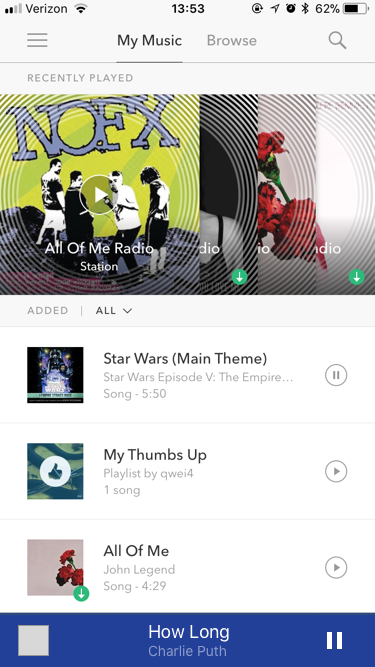 Verizon 13:53 62%
My Music Browse
RECENTLY PLAYED
NOFX
All Of Me Radio
Station
dio
io
dio
ADDED | ALL
Star Wars (Main Theme)
Star Wars Episode V: The Empire…
Song - 5:50
My Thumbs Up
Playlist by qwei4
1 song
All Of Me
John Legend
Song - 4:29
How Long
Charlie Puth